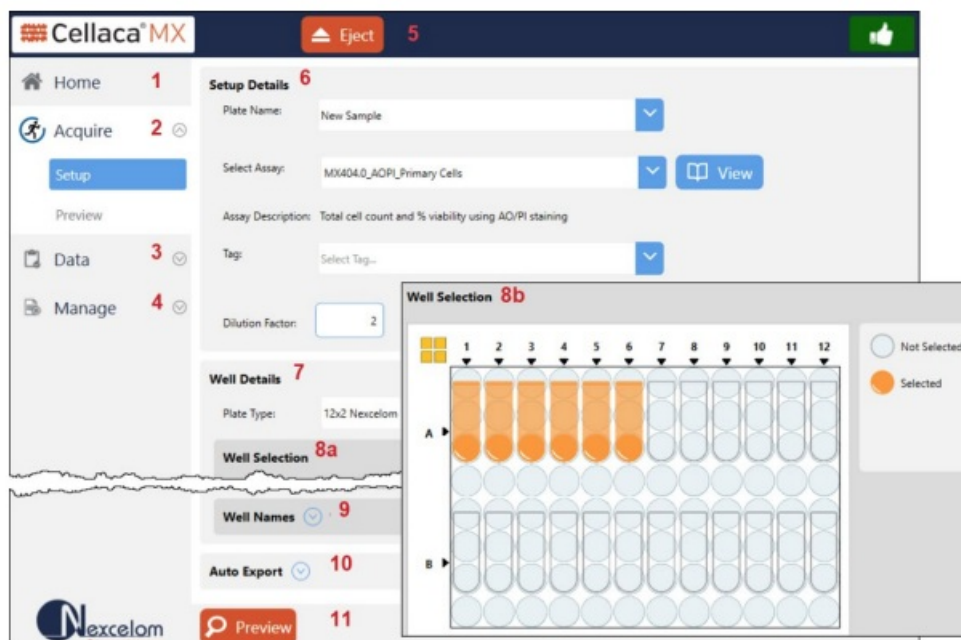 Cellaca® MX
Eject 5
Home 1
Acquire 2
Setup
Preview
Data 3
Manage 4
Setup Details 6
Plate Name: New Sample
Select Assay: MX404.0_AOPI_Primary Cells View
Assay Description: Total cell count and % viability using AO/PI staining
Tag: Select Tag...
Dilution Factor: 2
Well Details 7
Plate Type: 12x2 Nexcelom
Well Selection 8a
Well Names 9
Auto Export 10
Preview 11
Nexcelom
Well Selection 8b
1 2 3 4 5 6 7 8 9 10 11 12
A
B
Not Selected
Selected